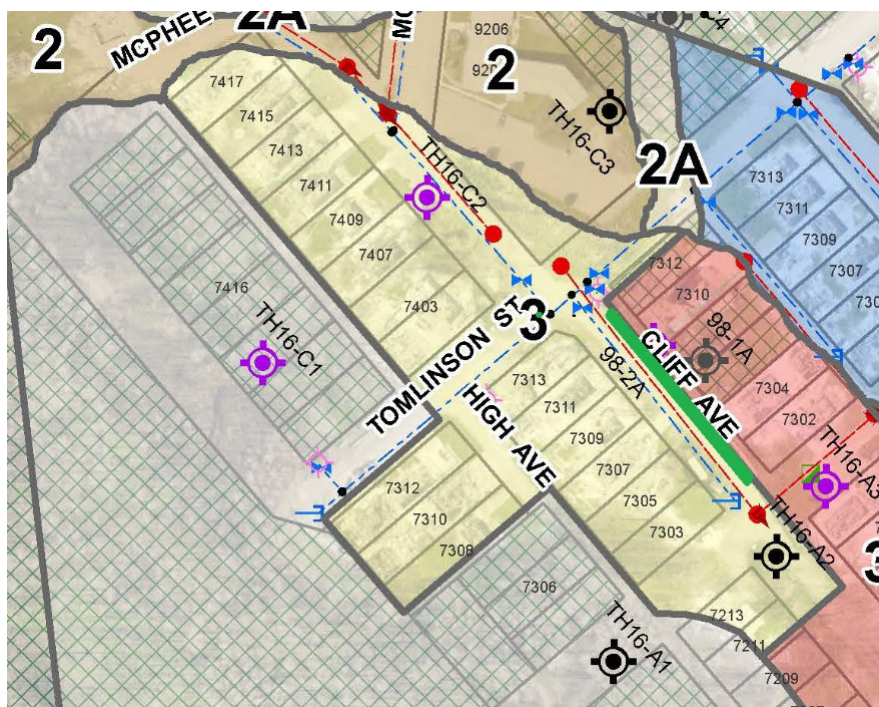 2A
C4
2
MCPHEE
MC
9206
2
7417
7415
TH16-C3
7413
TH16-C2
7411
2A
7313
7409
7311
7407
7309
7312
7307
7416
7403
7310
TH16-C1
TOMLINSON ST
3
98-1A
7313
98-2A
CLIFF AVE
7304
7311
HIGH AVE
7302
7309
TH16-A3
7312
7307
7310
7305
TH16-A2
7308
7303
3
7306
7213
TH16-A1
7211
7209